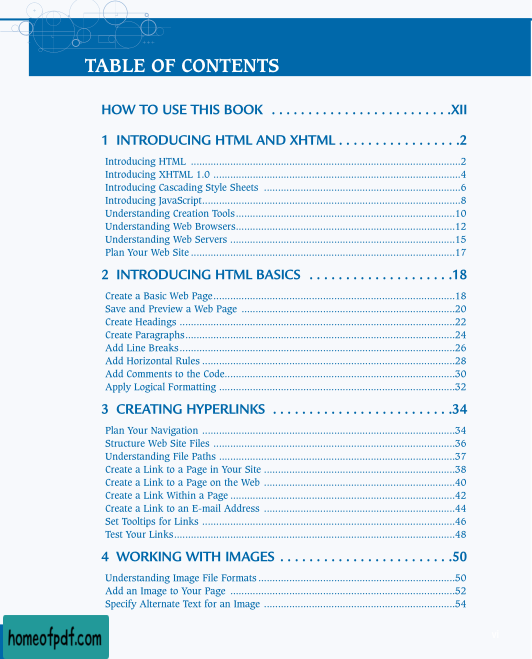 TABLE OF CONTENTS
HOW TO USE THIS BOOK ........................XII
1 INTRODUCING HTML AND XHTML .................2
Introducing HTML ....................2
Introducing XHTML 1.0 ....................4
Introducing Cascading Style Sheets ....................6
Introducing JavaScript....................8
Understanding Creation Tools....................10
Understanding Web Browsers....................12
Understanding Web Servers ....................15
Plan Your Web Site....................17
2 INTRODUCING HTML BASICS ....................18
Create a Basic Web Page....................18
Save and Preview a Web Page ....................20
Create Headings ....................22
Create Paragraphs....................24
Add Line Breaks....................26
Add Horizontal Rules ....................28
Add Comments to the Code....................30
Apply Logical Formatting ....................32
3 CREATING HYPERLINKS ........................34
Plan Your Navigation ....................34
Structure Web Site Files ....................36
Understanding File Paths ....................37
Create a Link to a Page in Your Site ....................38
Create a Link to a Page on the Web ....................40
Create a Link Within a Page ....................42
Create a Link to an E-mail Address ....................44
Set Tooltips for Links ....................46
Test Your Links....................48
4 WORKING WITH IMAGES ........................50
Understanding Image File Formats....................50
Add an Image to Your Page ....................52
Specify Alternate Text for an Image ....................54
homeofpdf.com